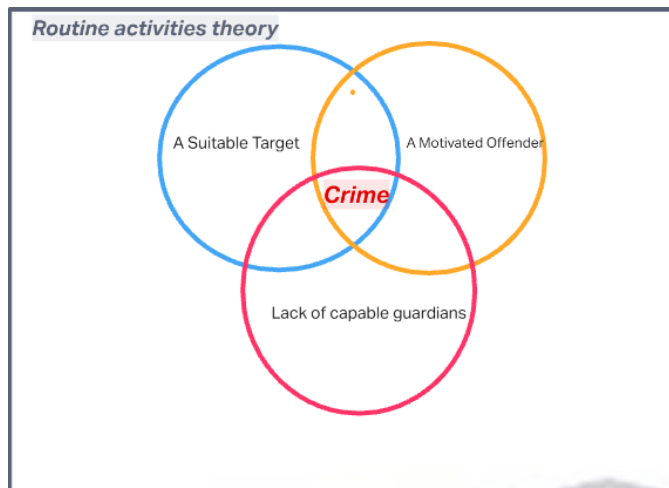 Routine activities theory
A Suitable Target
A Motivated Offender
Crime
Lack of capable guardians